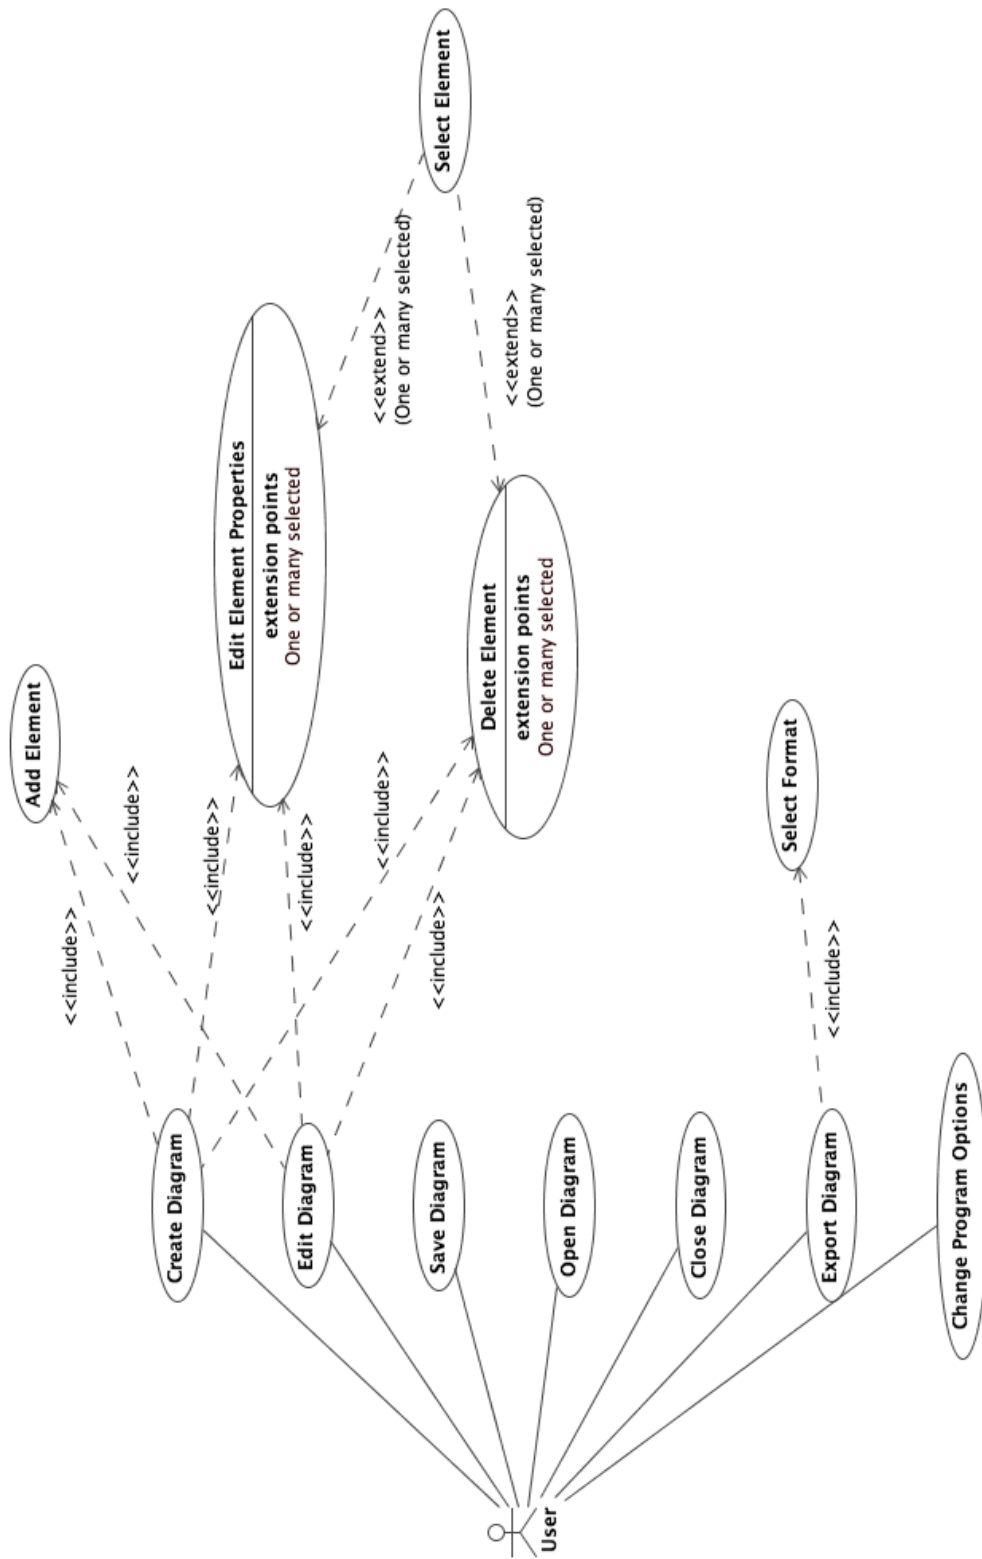 Add Element
<<include>>
<<include>>
Edit Element Properties
extension points
One or many selected
<<include>>
<<include>>
<<extend>>
(One or many selected)
Select Element
<<include>>
<<include>>
<<extend>>
(One or many selected)
Delete Element
extension points
One or many selected
Create Diagram
Edit Diagram
Save Diagram
Open Diagram
Close Diagram
Export Diagram
<<include>>
Select Format
Change Program Options
User